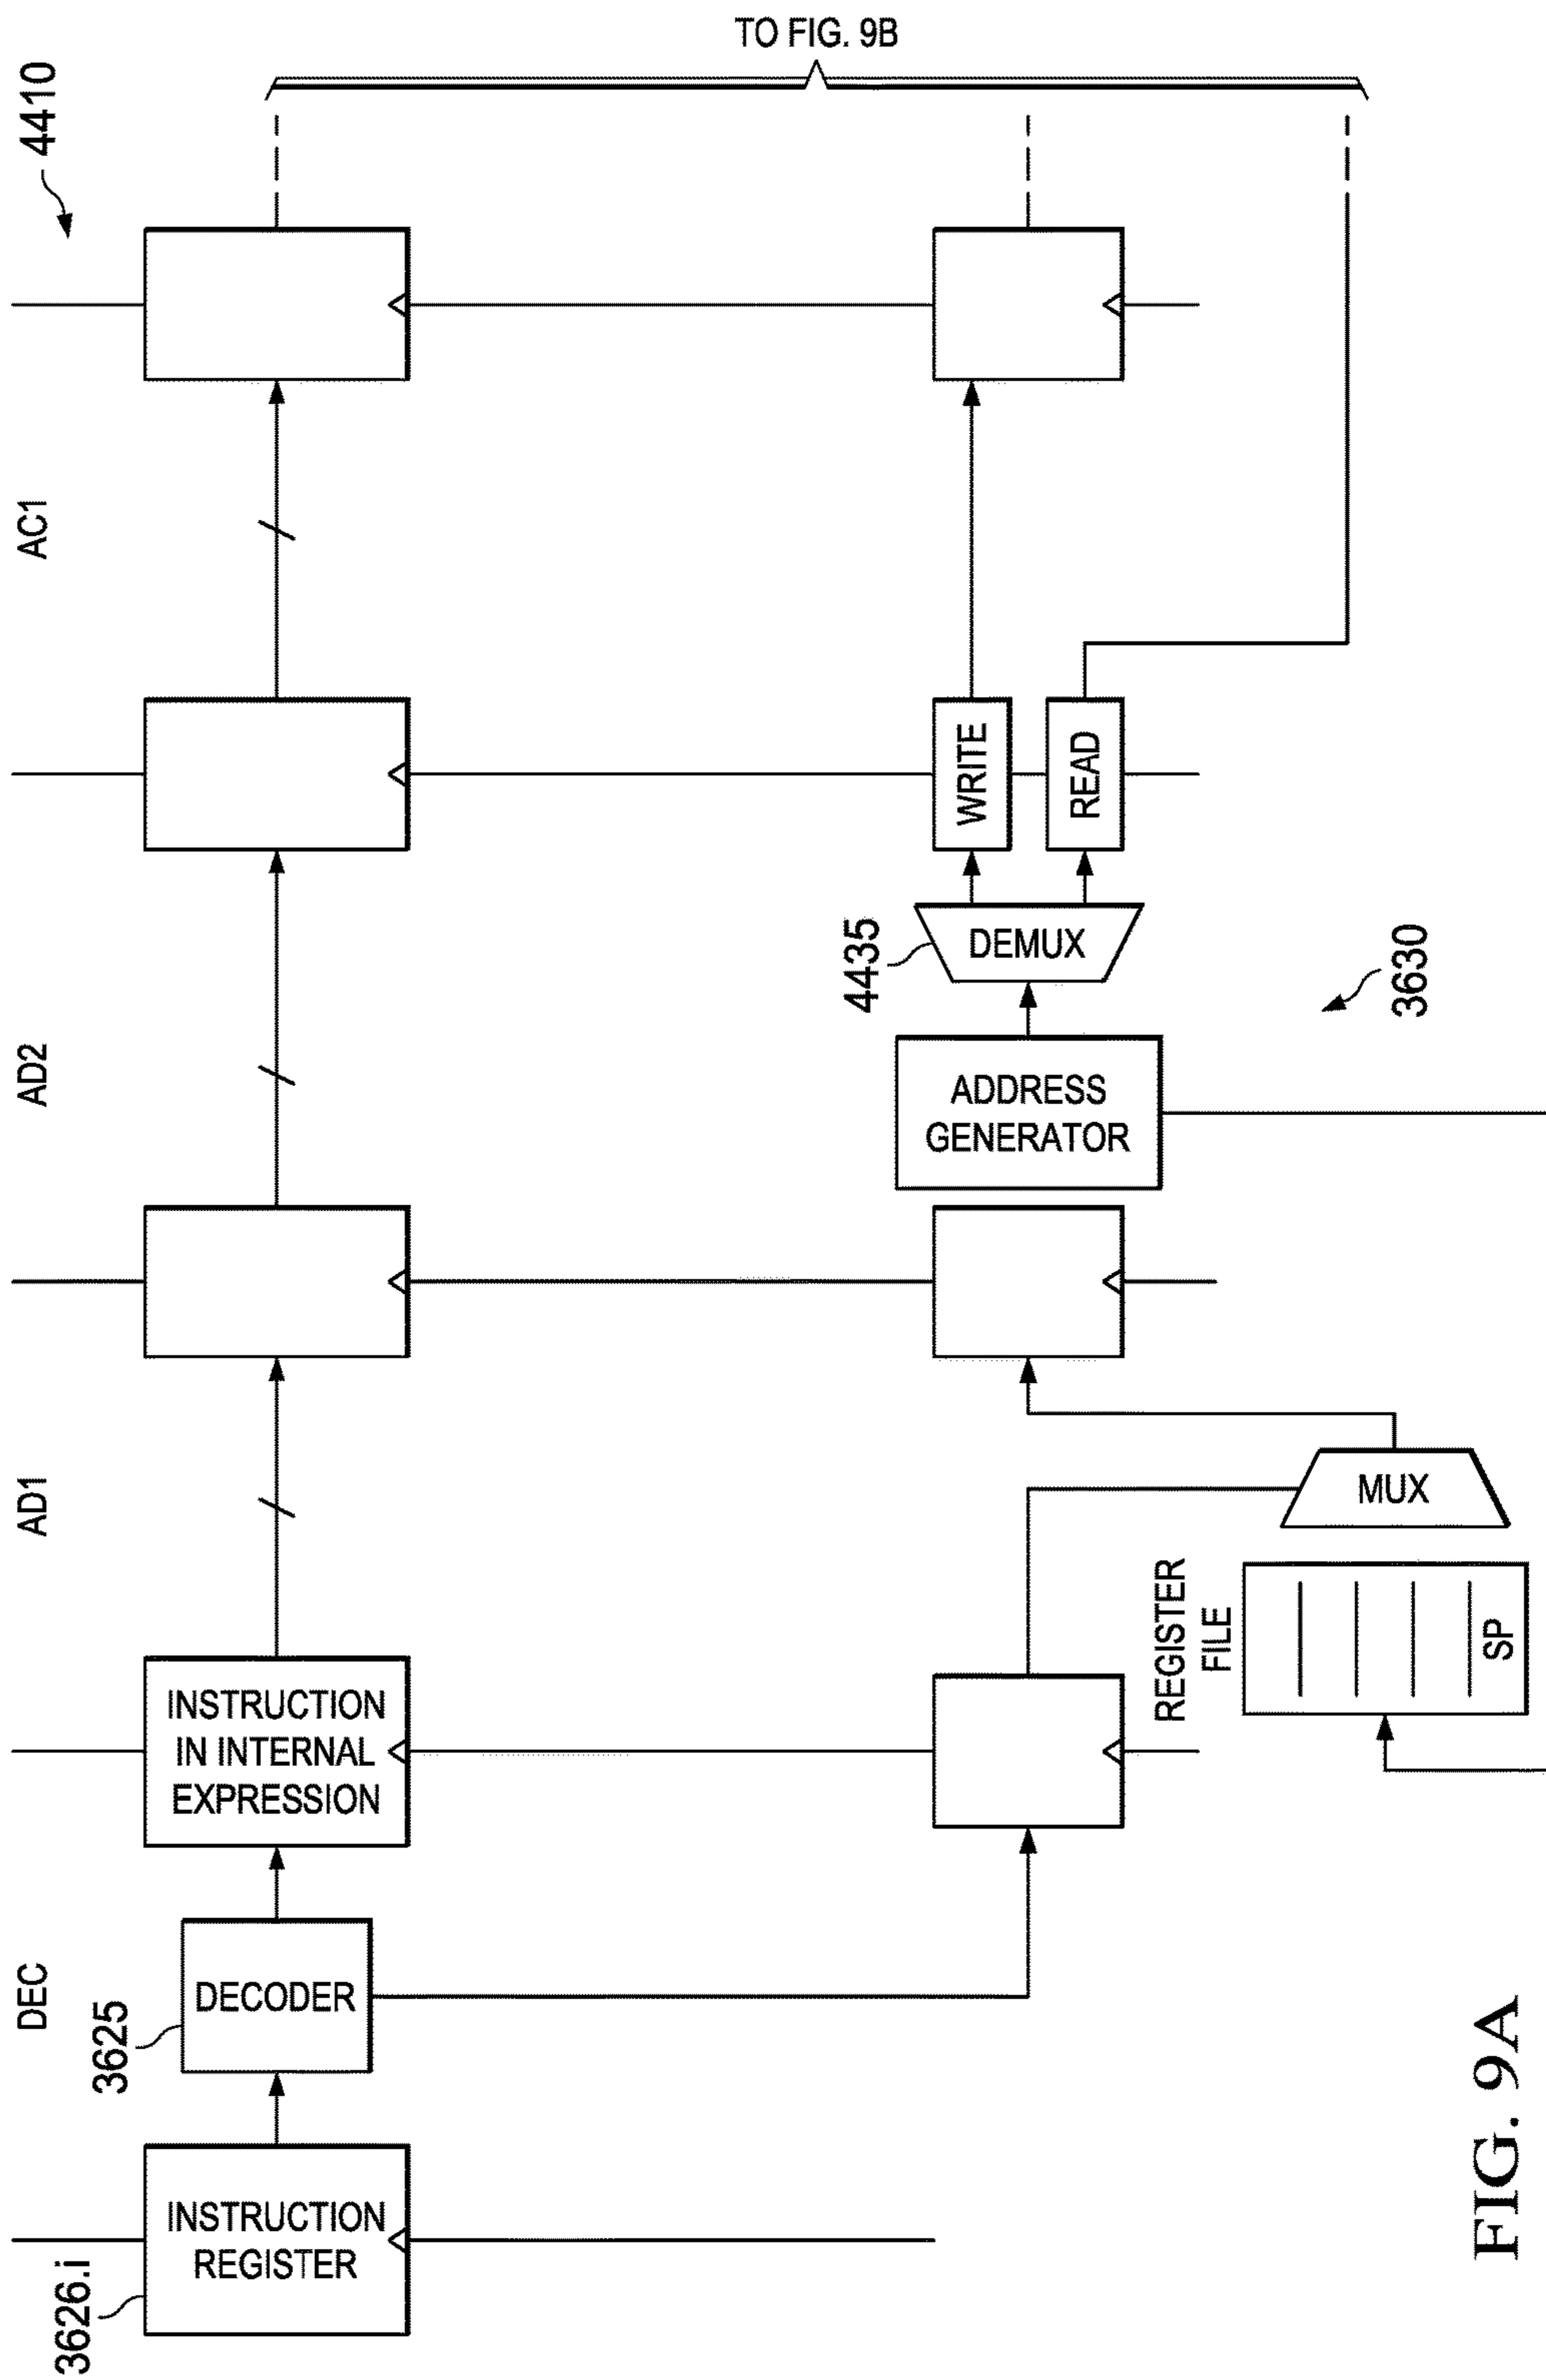 TO FIG. 9B
4410
AC1
WRITE
READ
AD2
4435
DEMUX
ADDRESS
GENERATOR
3630
AD1
MUX
REGISTER
FILE
SP
INSTRUCTION
IN INTERNAL
EXPRESSION
DEC
3625
DECODER
3626.i
INSTRUCTION
REGISTER
FIG. 9A